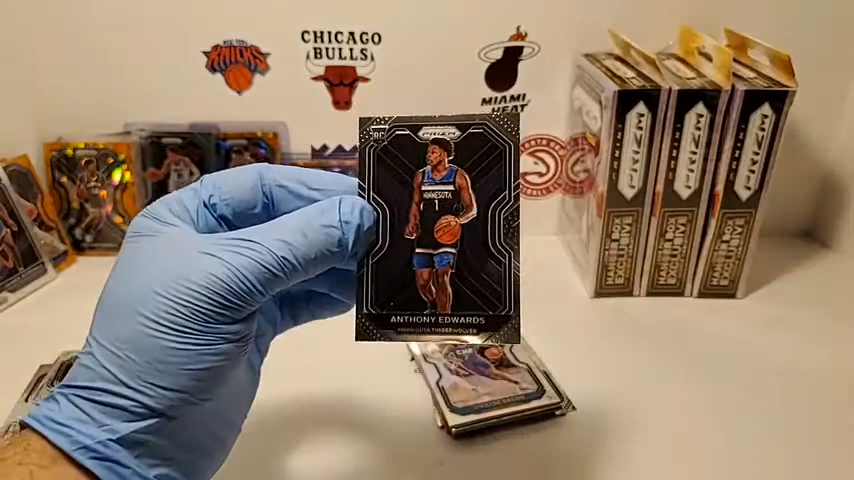 NEW YORK
KNICKS
CHICAGO
BULLS
MIAMI
HEAT
RC
PRIZM
MINNESOTA
1
ANTHONY EDWARDS
MINNESOTA TIMBERWOLVES
PRIZM
PRIZM
PRIZM
HANGER BOX
EXCLUSIVE
HANGER BOX
EXCLUSIVE
HANGER BOX
EXCLUSIVE